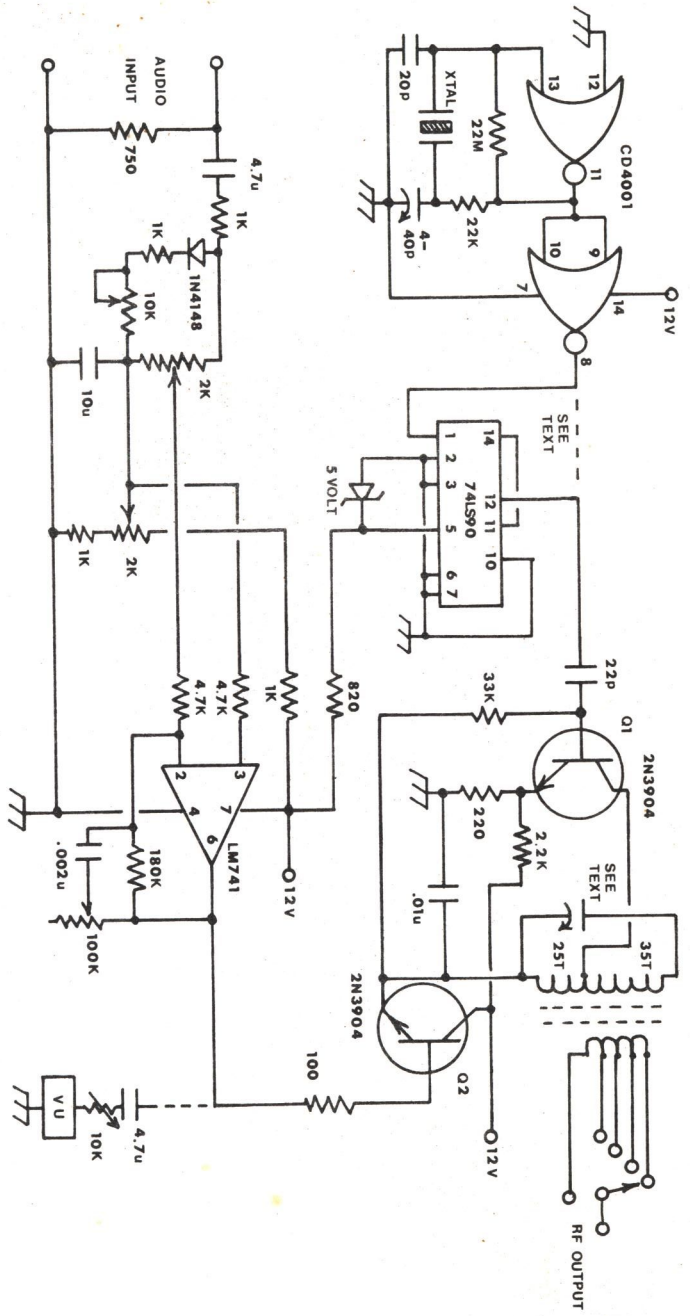 CD4001
12
13
11
10
9
7
14
8
12V
22M
XTAL
20p
22K
4-
40p
SEE
TEXT
14
12
11
10
1
2
3
5
6
7
74LS90
5 VOLT
820
22p
33K
Q1
2N3904
220
2.2K
.01u
SEE
TEXT
25T
35T
RF OUTPUT
2N3904
Q2
12V
100
AUDIO
INPUT
750
4.7u
1K
1K
1N4148
10K
2K
10u
2K
1K
1K
4.7K
4.7K
2
3
4
7
6
LM741
12V
180K
.002u
100K
4.7u
10K
VU